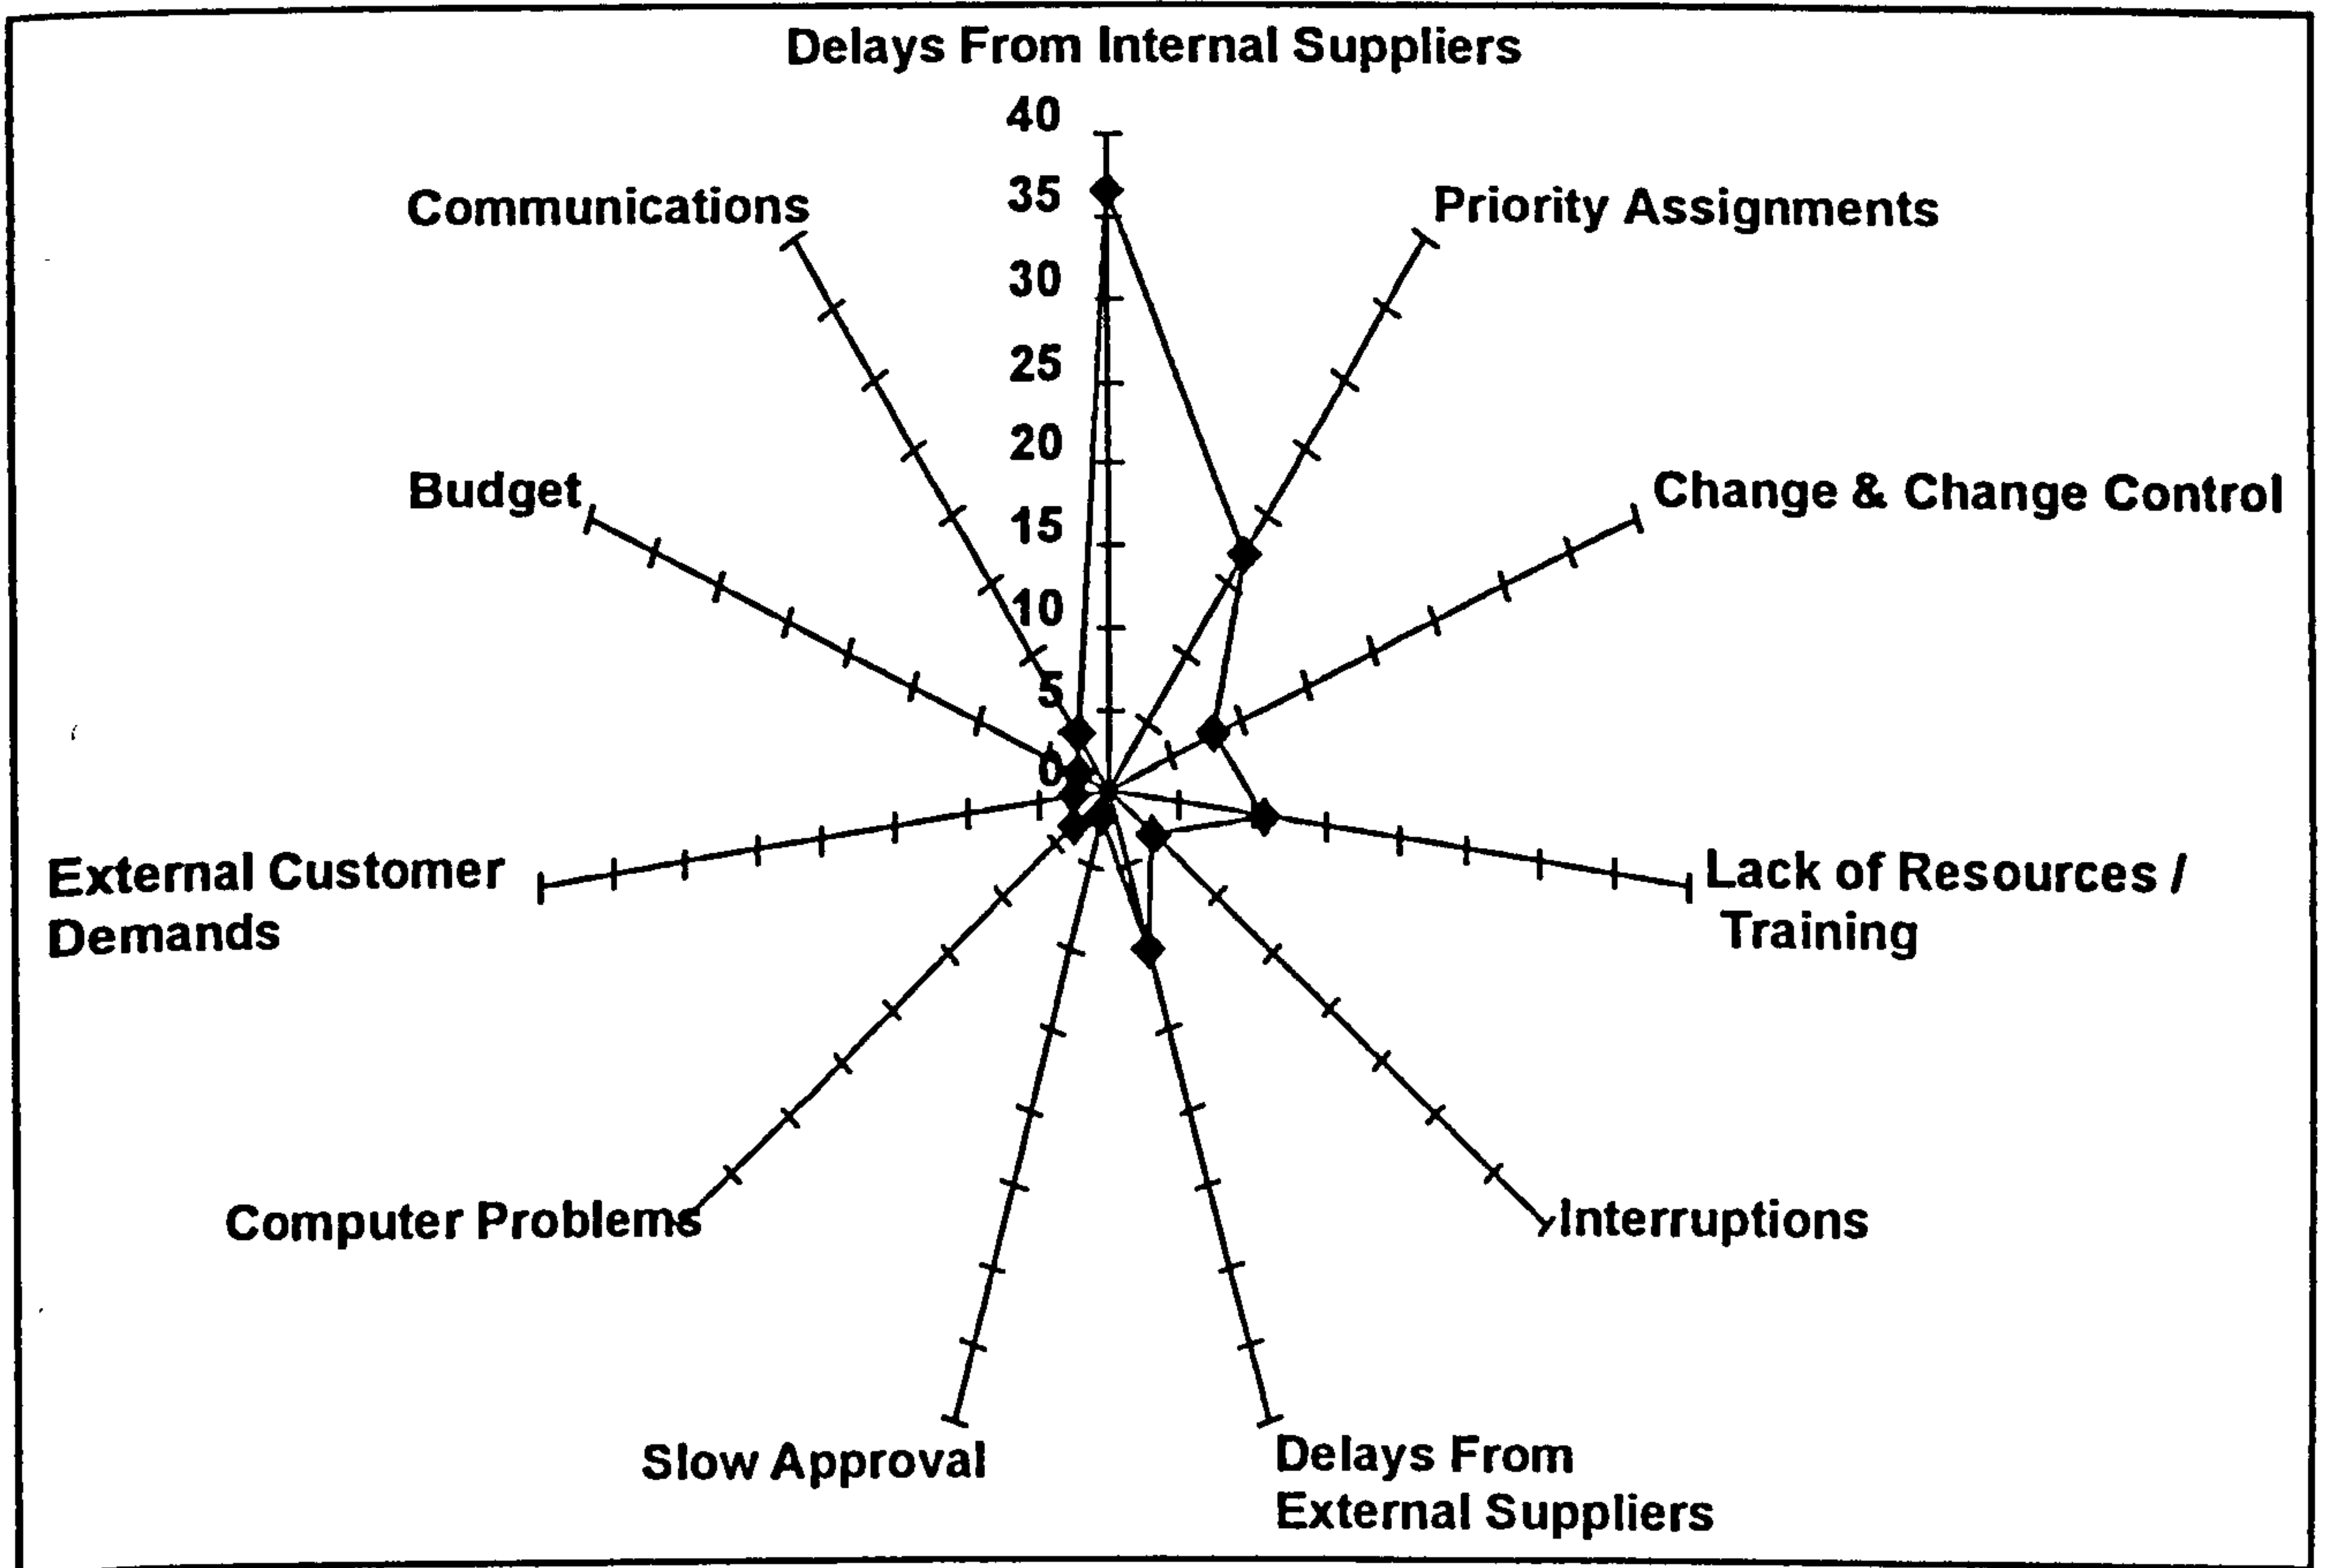 Delays From Internal Suppliers
40
35
30
25
20
15
10
5
0
Priority Assignments
Change & Change Control
Lack of Resources /
Training
Interruptions
Delays From
External Suppliers
Slow Approval
Computer Problems
External Customer
Demands
Budget
Communications